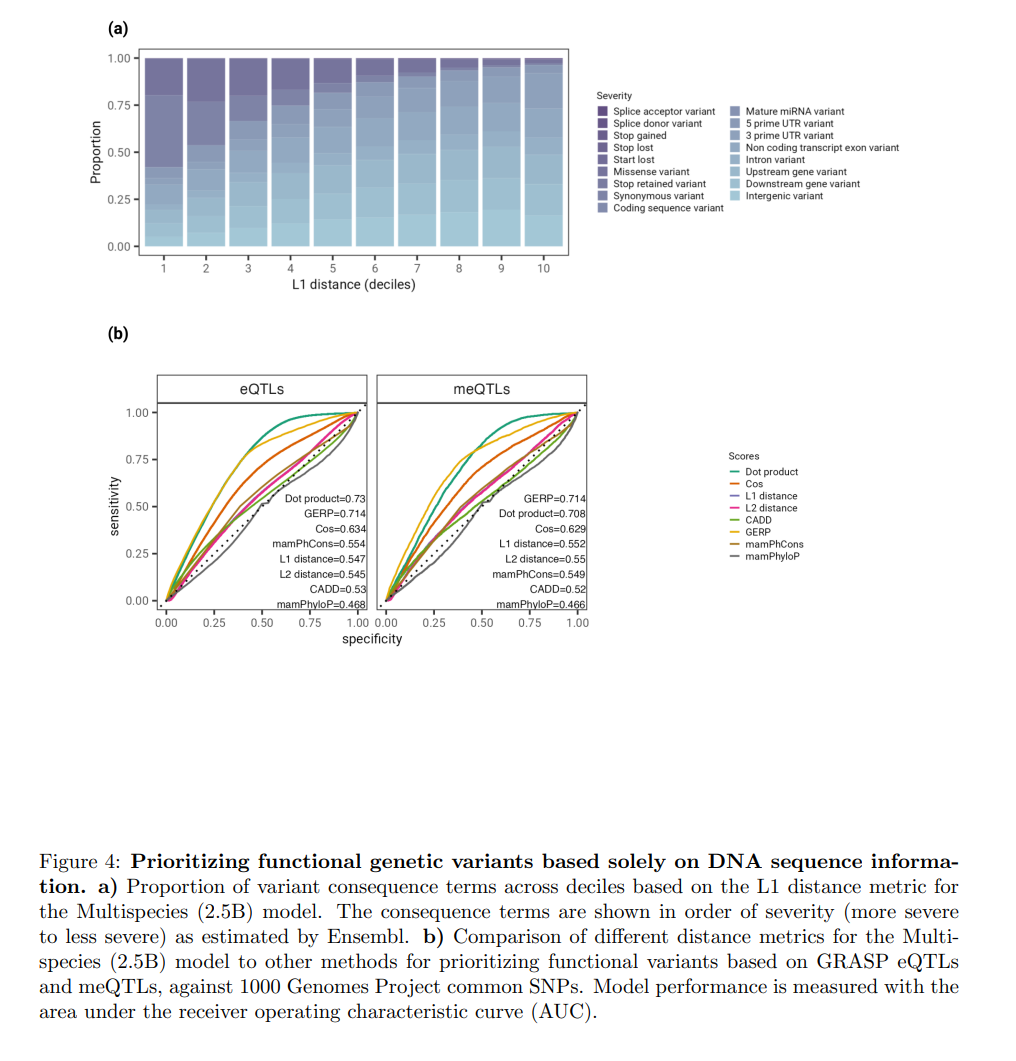 (a)
1.00
0.75
0.50
0.25
0.00
Proportion
1 2 3 4 5 6 7 8 9 10
L1 distance (deciles)
Severity
Splice acceptor variant
Splice donor variant
Stop gained
Stop lost
Start lost
Missense variant
Stop retained variant
Synonymous variant
Coding sequence variant
Mature miRNA variant
5 prime UTR variant
3 prime UTR variant
Non coding transcript exon variant
Intron variant
Upstream gene variant
Downstream gene variant
Intergenic variant
(b)
eQTLs
meQTLs
1.00
0.75
0.50
0.25
0.00
sensitivity
Dot product=0.73
GERP=0.714
Cos=0.634
mamPhCons=0.554
L1 distance=0.547
L2 distance=0.545
CADD=0.53
mamPhyloP=0.468
GERP=0.714
Dot product=0.708
Cos=0.629
L1 distance=0.552
L2 distance=0.55
mamPhCons=0.549
CADD=0.52
mamPhyloP=0.466
0.00 0.25 0.50 0.75 1.00 0.00 0.25 0.50 0.75 1.00
specificity
Scores
Dot product
Cos
L1 distance
L2 distance
CADD
GERP
mamPhCons
mamPhyloP
Figure 4: Prioritizing functional genetic variants based solely on DNA sequence informa-
tion. a) Proportion of variant consequence terms across deciles based on the L1 distance metric for
the Multispecies (2.5B) model. The consequence terms are shown in order of severity (more severe
to less severe) as estimated by Ensembl. b) Comparison of different distance metrics for the Multi-
species (2.5B) model to other methods for prioritizing functional variants based on GRASP eQTLs
and meQTLs, against 1000 Genomes Project common SNPs. Model performance is measured with the
area under the receiver operating characteristic curve (AUC).